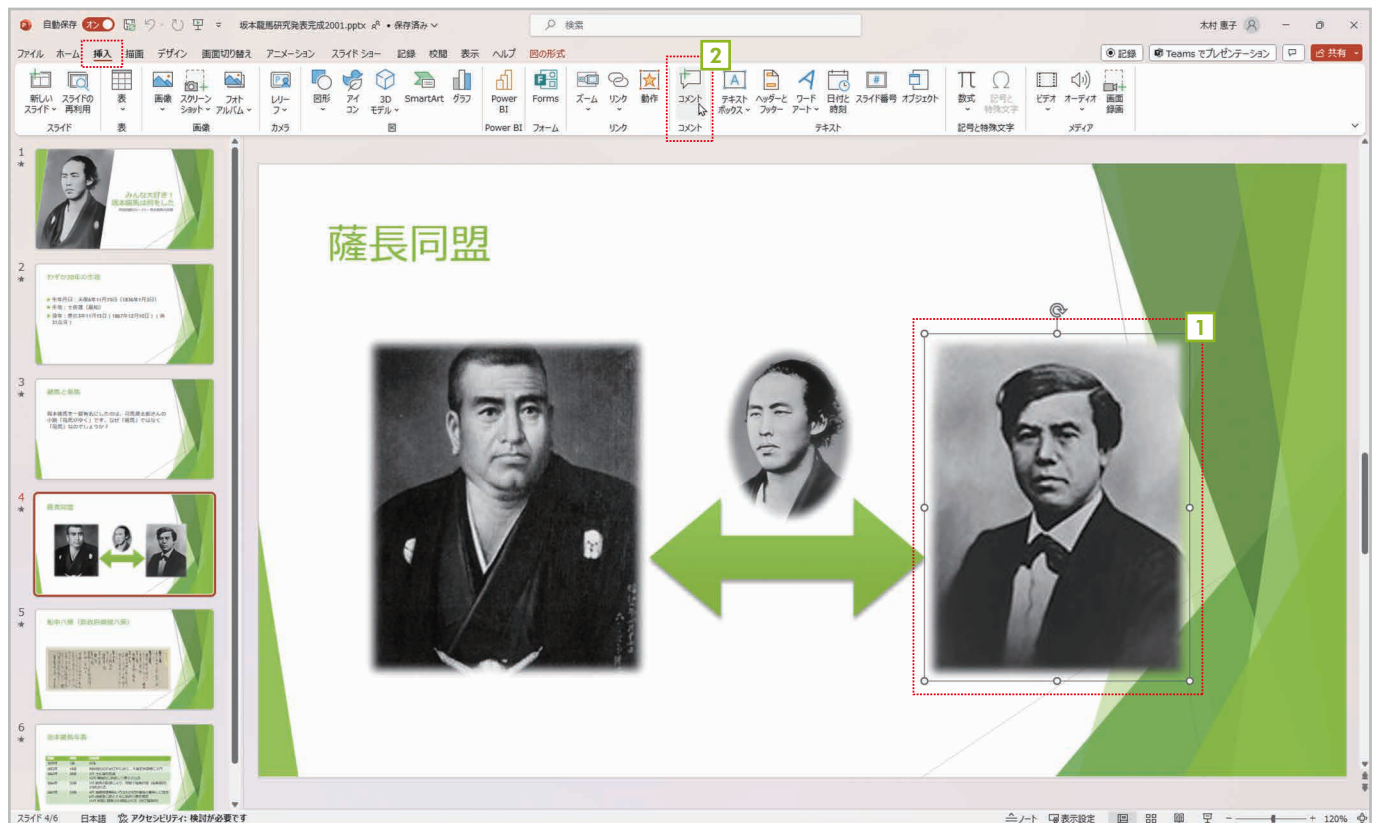 自動保存 オン 坂本龍馬研究発表完成2001.pptx • 保存済み 検索 木村 恵子
ファイル ホーム 挿入 描画 デザイン 画面切り替え アニメーション スライド ショー 記録 校閲 表示 ヘルプ 図の形式 記録 Teams でプレゼンテーション 共有
2
新しい スライドの 表 画像 スクリーン フォト レリー 図形 アイ 3D SmartArt グラフ Power Forms ズーム リンク 動作 コメント テキスト ヘッダーと ワード 日付と スライド番号 オブジェクト 数式 記号と ビデオ オーディオ 画面
スライド 再利用 ショット アルバム フ コン モデル BI ボックス フッター アート 時刻 特殊文字 録画
スライド 表 画像 カメラ 図 Power BI フォーム リンク コメント テキスト 記号と特殊文字 メディア
1
みんな大好き！
坂本龍馬は何をした
2
わずか30年の生涯
3
龍馬と竜馬
4
薩長同盟
5
船中八策（新政府綱領八策）
6
坂本龍馬年表
薩長同盟
1
スライド 4/6 日本語 アクセシビリティ: 検討が必要です ノート 表示設定 120%